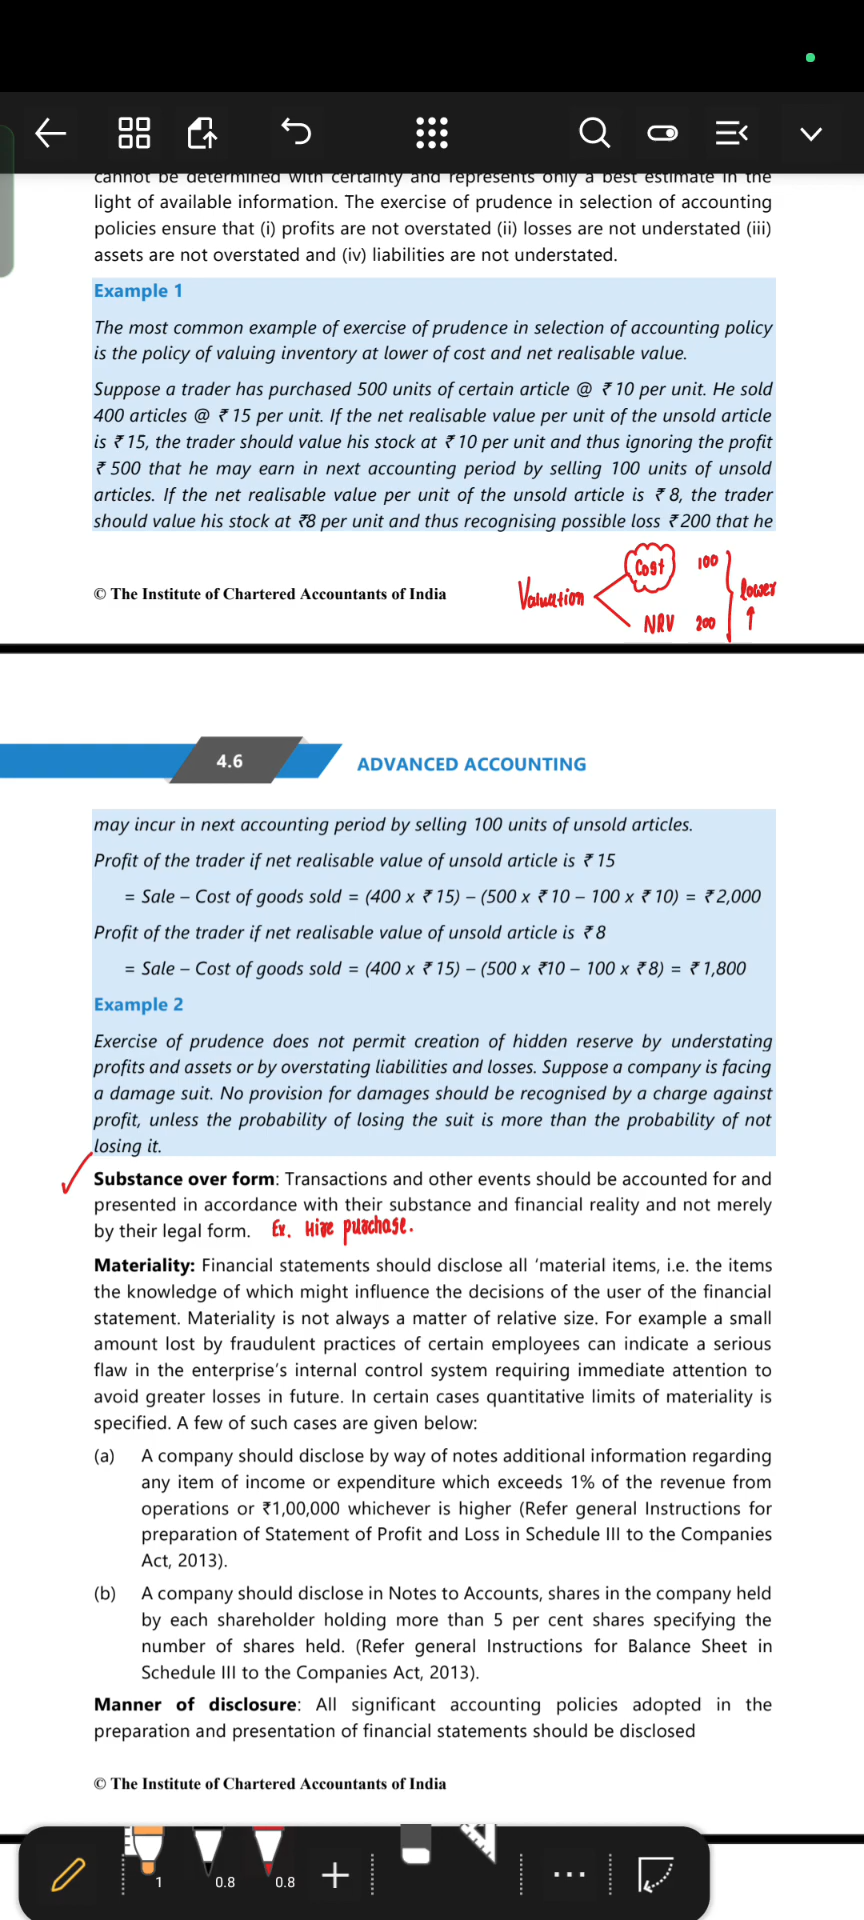 cannot be determined with certainty and represents only a best estimate in the
light of available information. The exercise of prudence in selection of accounting
policies ensure that (i) profits are not overstated (ii) losses are not understated (iii)
assets are not overstated and (iv) liabilities are not understated.
Example 1
The most common example of exercise of prudence in selection of accounting policy
is the policy of valuing inventory at lower of cost and net realisable value.
Suppose a trader has purchased 500 units of certain article @ ₹ 10 per unit. He sold
400 articles @ ₹ 15 per unit. If the net realisable value per unit of the unsold article
is ₹ 15, the trader should value his stock at ₹ 10 per unit and thus ignoring the profit
₹ 500 that he may earn in next accounting period by selling 100 units of unsold
articles. If the net realisable value per unit of the unsold article is ₹ 8, the trader
should value his stock at ₹8 per unit and thus recognising possible loss ₹ 200 that he
Cost 100
© The Institute of Chartered Accountants of India Valuation lower
NRV 200
4.6 ADVANCED ACCOUNTING
may incur in next accounting period by selling 100 units of unsold articles.
Profit of the trader if net realisable value of unsold article is ₹ 15
= Sale – Cost of goods sold = (400 x ₹ 15) – (500 x ₹ 10 – 100 x ₹ 10) = ₹ 2,000
Profit of the trader if net realisable value of unsold article is ₹ 8
= Sale – Cost of goods sold = (400 x ₹ 15) – (500 x ₹10 – 100 x ₹ 8) = ₹ 1,800
Example 2
Exercise of prudence does not permit creation of hidden reserve by understating
profits and assets or by overstating liabilities and losses. Suppose a company is facing
a damage suit. No provision for damages should be recognised by a charge against
profit, unless the probability of losing the suit is more than the probability of not
losing it.
Substance over form: Transactions and other events should be accounted for and
presented in accordance with their substance and financial reality and not merely
by their legal form. Ex. Hire purchase.
Materiality: Financial statements should disclose all ‘material items, i.e. the items
the knowledge of which might influence the decisions of the user of the financial
statement. Materiality is not always a matter of relative size. For example a small
amount lost by fraudulent practices of certain employees can indicate a serious
flaw in the enterprise’s internal control system requiring immediate attention to
avoid greater losses in future. In certain cases quantitative limits of materiality is
specified. A few of such cases are given below:
(a) A company should disclose by way of notes additional information regarding
any item of income or expenditure which exceeds 1% of the revenue from
operations or ₹1,00,000 whichever is higher (Refer general Instructions for
preparation of Statement of Profit and Loss in Schedule III to the Companies
Act, 2013).
(b) A company should disclose in Notes to Accounts, shares in the company held
by each shareholder holding more than 5 per cent shares specifying the
number of shares held. (Refer general Instructions for Balance Sheet in
Schedule III to the Companies Act, 2013).
Manner of disclosure: All significant accounting policies adopted in the
preparation and presentation of financial statements should be disclosed
© The Institute of Chartered Accountants of India
1 0.8 0.8